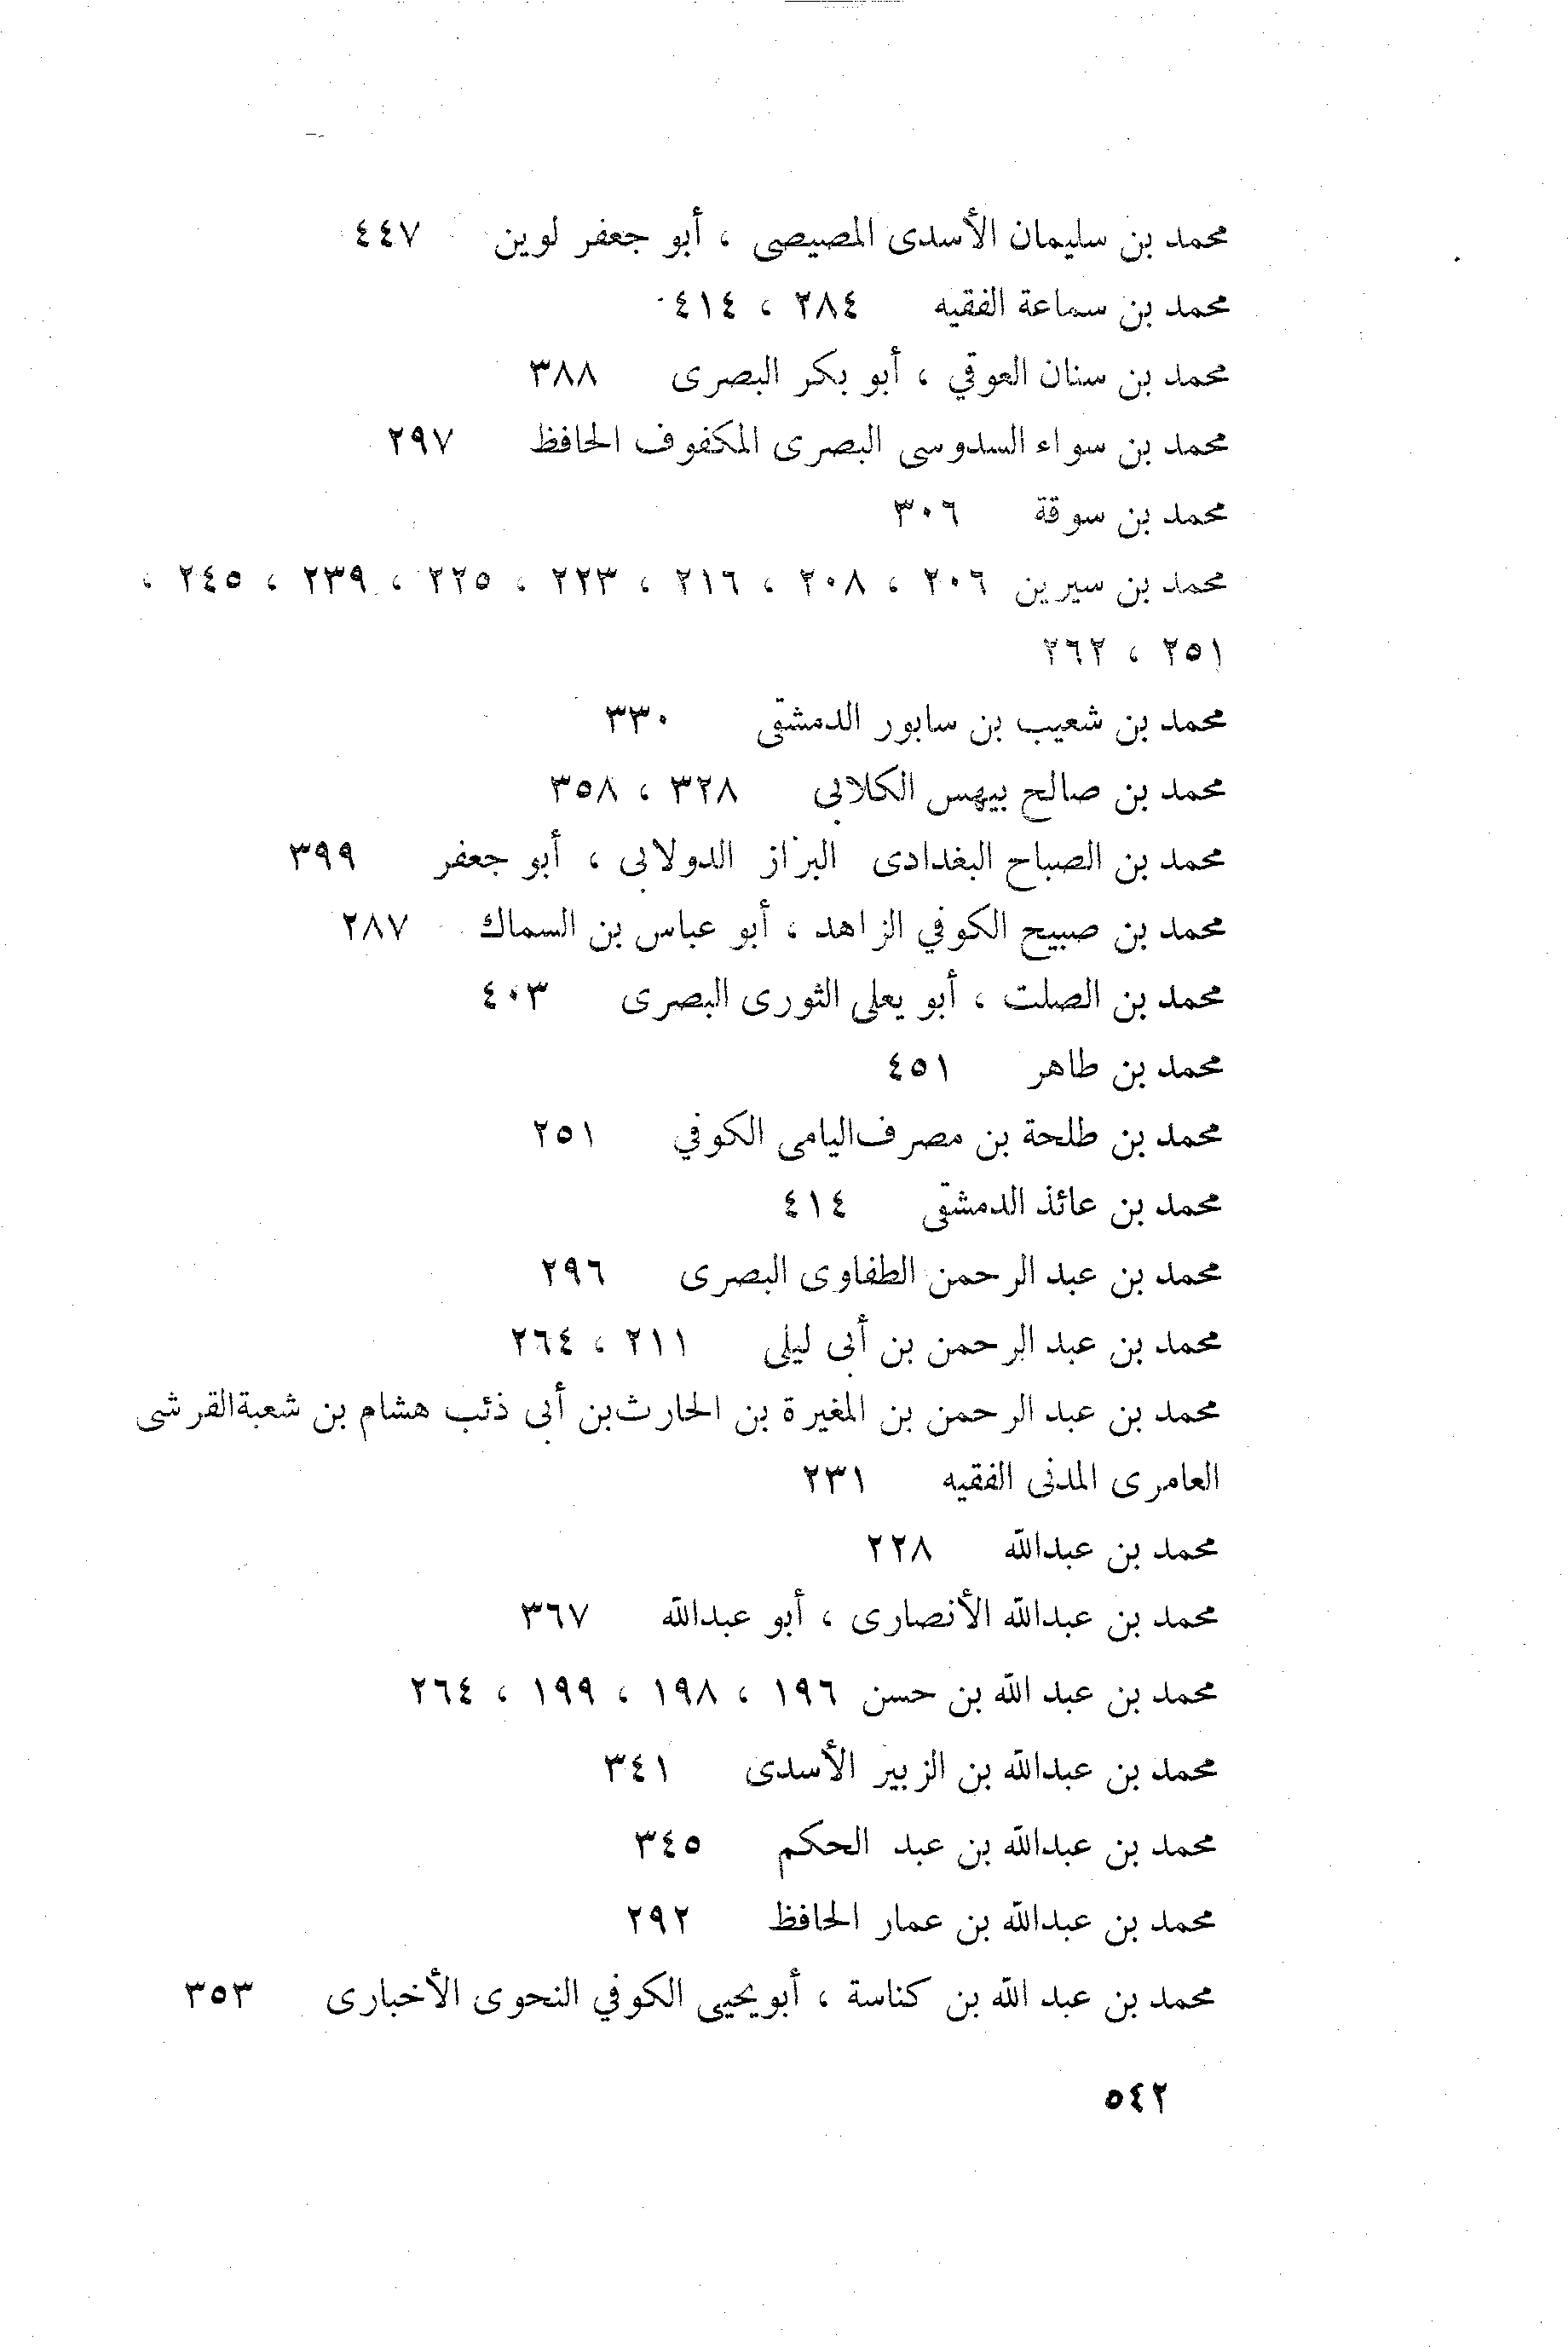 محمد بن سليمان الأسدى المصيصى ، أبو جعفر لوين ٤٤٧
محمد بن سماعة الفقيه ٢٨٤ ، ٤١٤
محمد بن سنان العوقي ، أبو بكر البصرى ٣٨٨
محمد بن سواء السدوسى البصرى المكفوف الحافظ ٢٩٧
محمد بن سوقة ٣٠٦
محمد بن سيرين ٢٠٦ ، ٢٠٨ ، ٢١٦ ، ٢٢٣ ، ٢٢٥ ، ٢٣٩ ، ٢٤٥ ،
٢٥١ ، ٢٦٢
محمد بن شعيب بن سابور الدمشقى ٣٣٠
محمد بن صالح بيهس الكلابى ٣٢٨ ، ٣٥٨
محمد بن الصباح البغدادى البزاز الدولابى ، أبو جعفر ٣٩٩
محمد بن صبيح الكوفي الزاهد ، أبو عباس بن السماك ٢٨٧
محمد بن الصلت ، أبو يعلى الثورى البصرى ٤٠٣
محمد بن طاهر ٤٥١
محمد بن طلحة بن مصرف اليامى الكوفي ٢٥١
محمد بن عائذ الدمشقى ٤١٤
محمد بن عبد الرحمن الطفاوى البصرى ٢٩٦
محمد بن عبد الرحمن بن أبى ليلى ٢١١ ، ٢٦٤
محمد بن عبد الرحمن بن المغيرة بن الحارث بن أبى ذئب هشام بن شعبة القرشى
العامرى المدنى الفقيه ٢٣١
محمد بن عبدالله ٢٢٨
محمد بن عبدالله الأنصارى ، أبو عبدالله ٣٦٧
محمد بن عبد الله بن حسن ١٩٦ ، ١٩٨ ، ١٩٩ ، ٢٦٤
محمد بن عبدالله بن الزبير الأسدى ٣٤١
محمد بن عبدالله بن عبد الحكم ٣٤٥
محمد بن عبدالله بن عمار الحافظ ٢٩٢
محمد بن عبد الله بن كناسة ، أبويحيى الكوفي النحوى الأخبارى ٣٥٣
٥٤٢